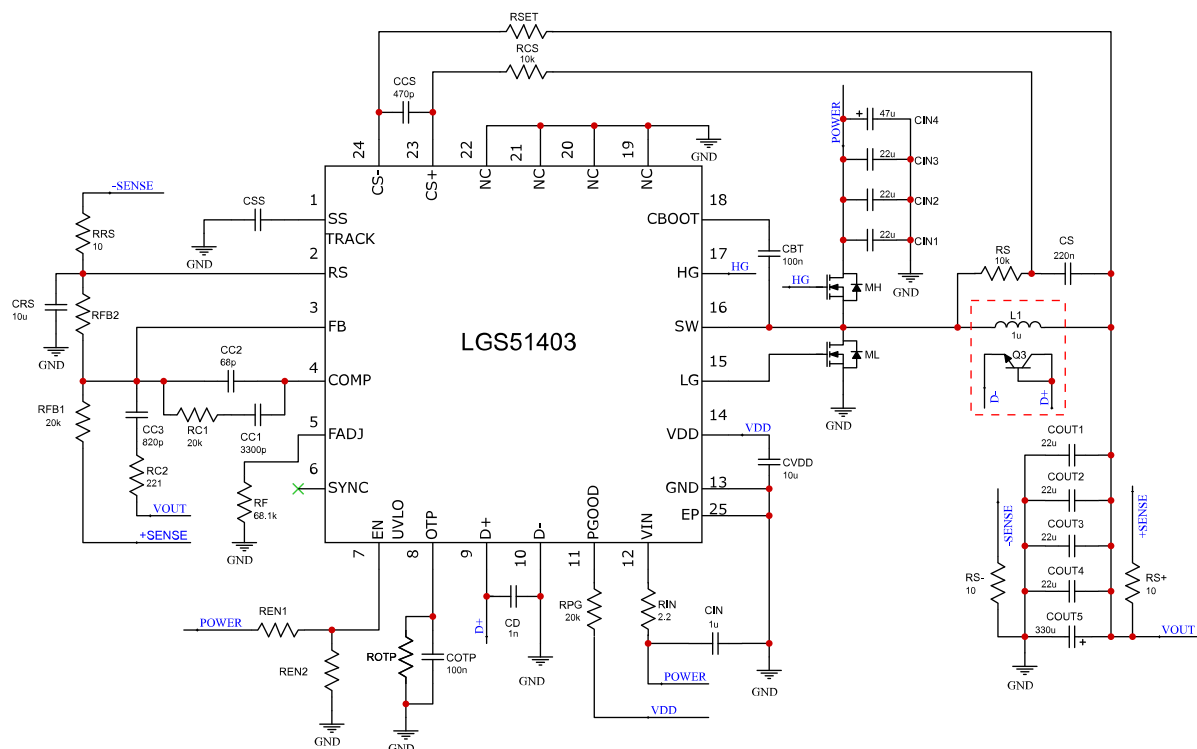 RSET
RCS
10k
CCS
470p
POWER
47u
CIN4
22u
CIN3
22u
CIN2
22u
CIN1
GND
GND
24
23
22
21
20
19
CS-
CS+
NC
NC
NC
NC
-SENSE
RRS
10
CSS
GND
1
SS
TRACK
2
RS
CRS
10u
GND
RFB2
3
FB
CC2
68p
4
COMP
RFB1
20k
CC3
820p
RC1
20k
CC1
3300p
5
FADJ
RC2
221
VOUT
+SENSE
6
SYNC
RF
68.1k
GND
LGS51403
18
CBOOT
CBT
100n
17
HG
HG
HG
MH
16
SW
15
LG
ML
GND
14
VDD
VDD
CVDD
10u
13
GND
25
EP
RS
10k
CS
220n
L1
1u
Q3
D-
D+
COUT1
22u
COUT2
22u
COUT3
22u
COUT4
22u
COUT5
330u
-SENSE
+SENSE
RS-
10
RS+
10
VOUT
GND
EN
UVLO
OTP
D+
D-
PGOOD
VIN
7
8
9
10
11
12
POWER
REN1
REN2
GND
ROTP
COTP
100n
GND
D+
CD
1n
GND
RPG
20k
RIN
2.2
CIN
1u
POWER
VDD
GND